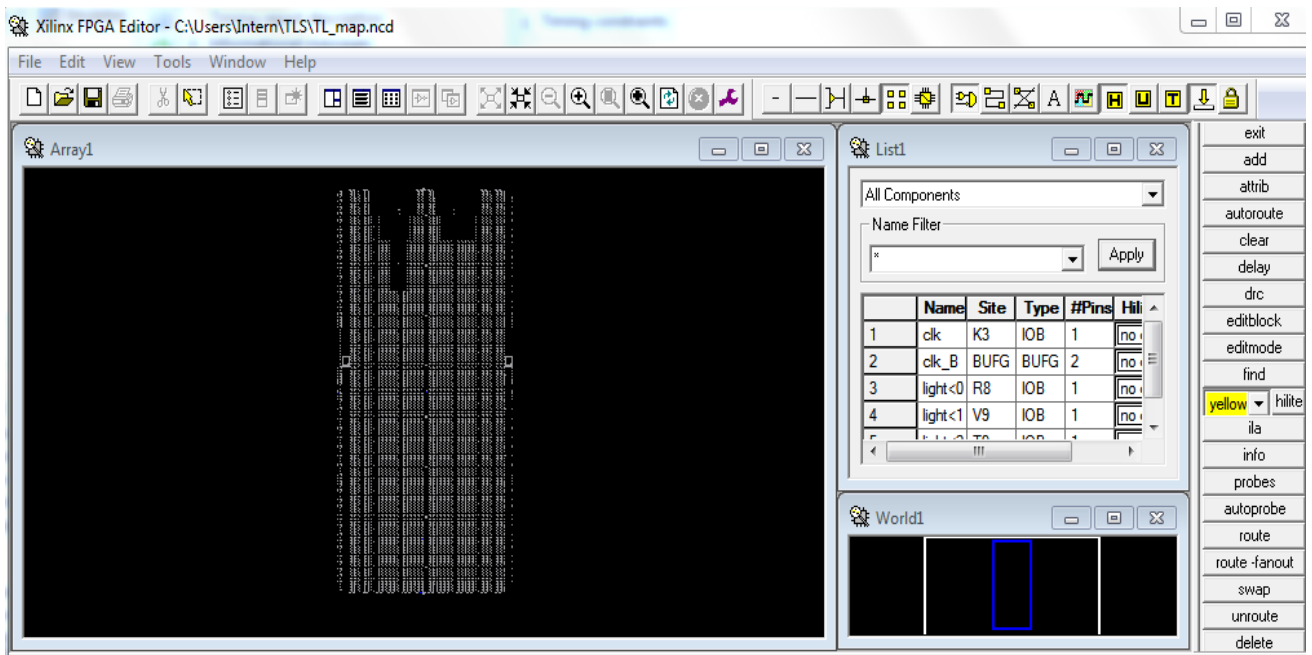 Xilinx FPGA Editor - C:\Users\Intern\TLS\TL_map.ncd
File Edit View Tools Window Help
A H U T
Array1
List1
All Components
Name Filter
*
Apply
Name Site Type #Pins Hili
1 clk K3 IOB 1 no
2 clk_B BUFG BUFG 2 no
3 light<0 R8 IOB 1 no
4 light<1 V9 IOB 1 no
World1
exit
add
attrib
autoroute
clear
delay
drc
editblock
editmode
find
yellow hilite
ila
info
probes
autoprobe
route
route -fanout
swap
unroute
delete